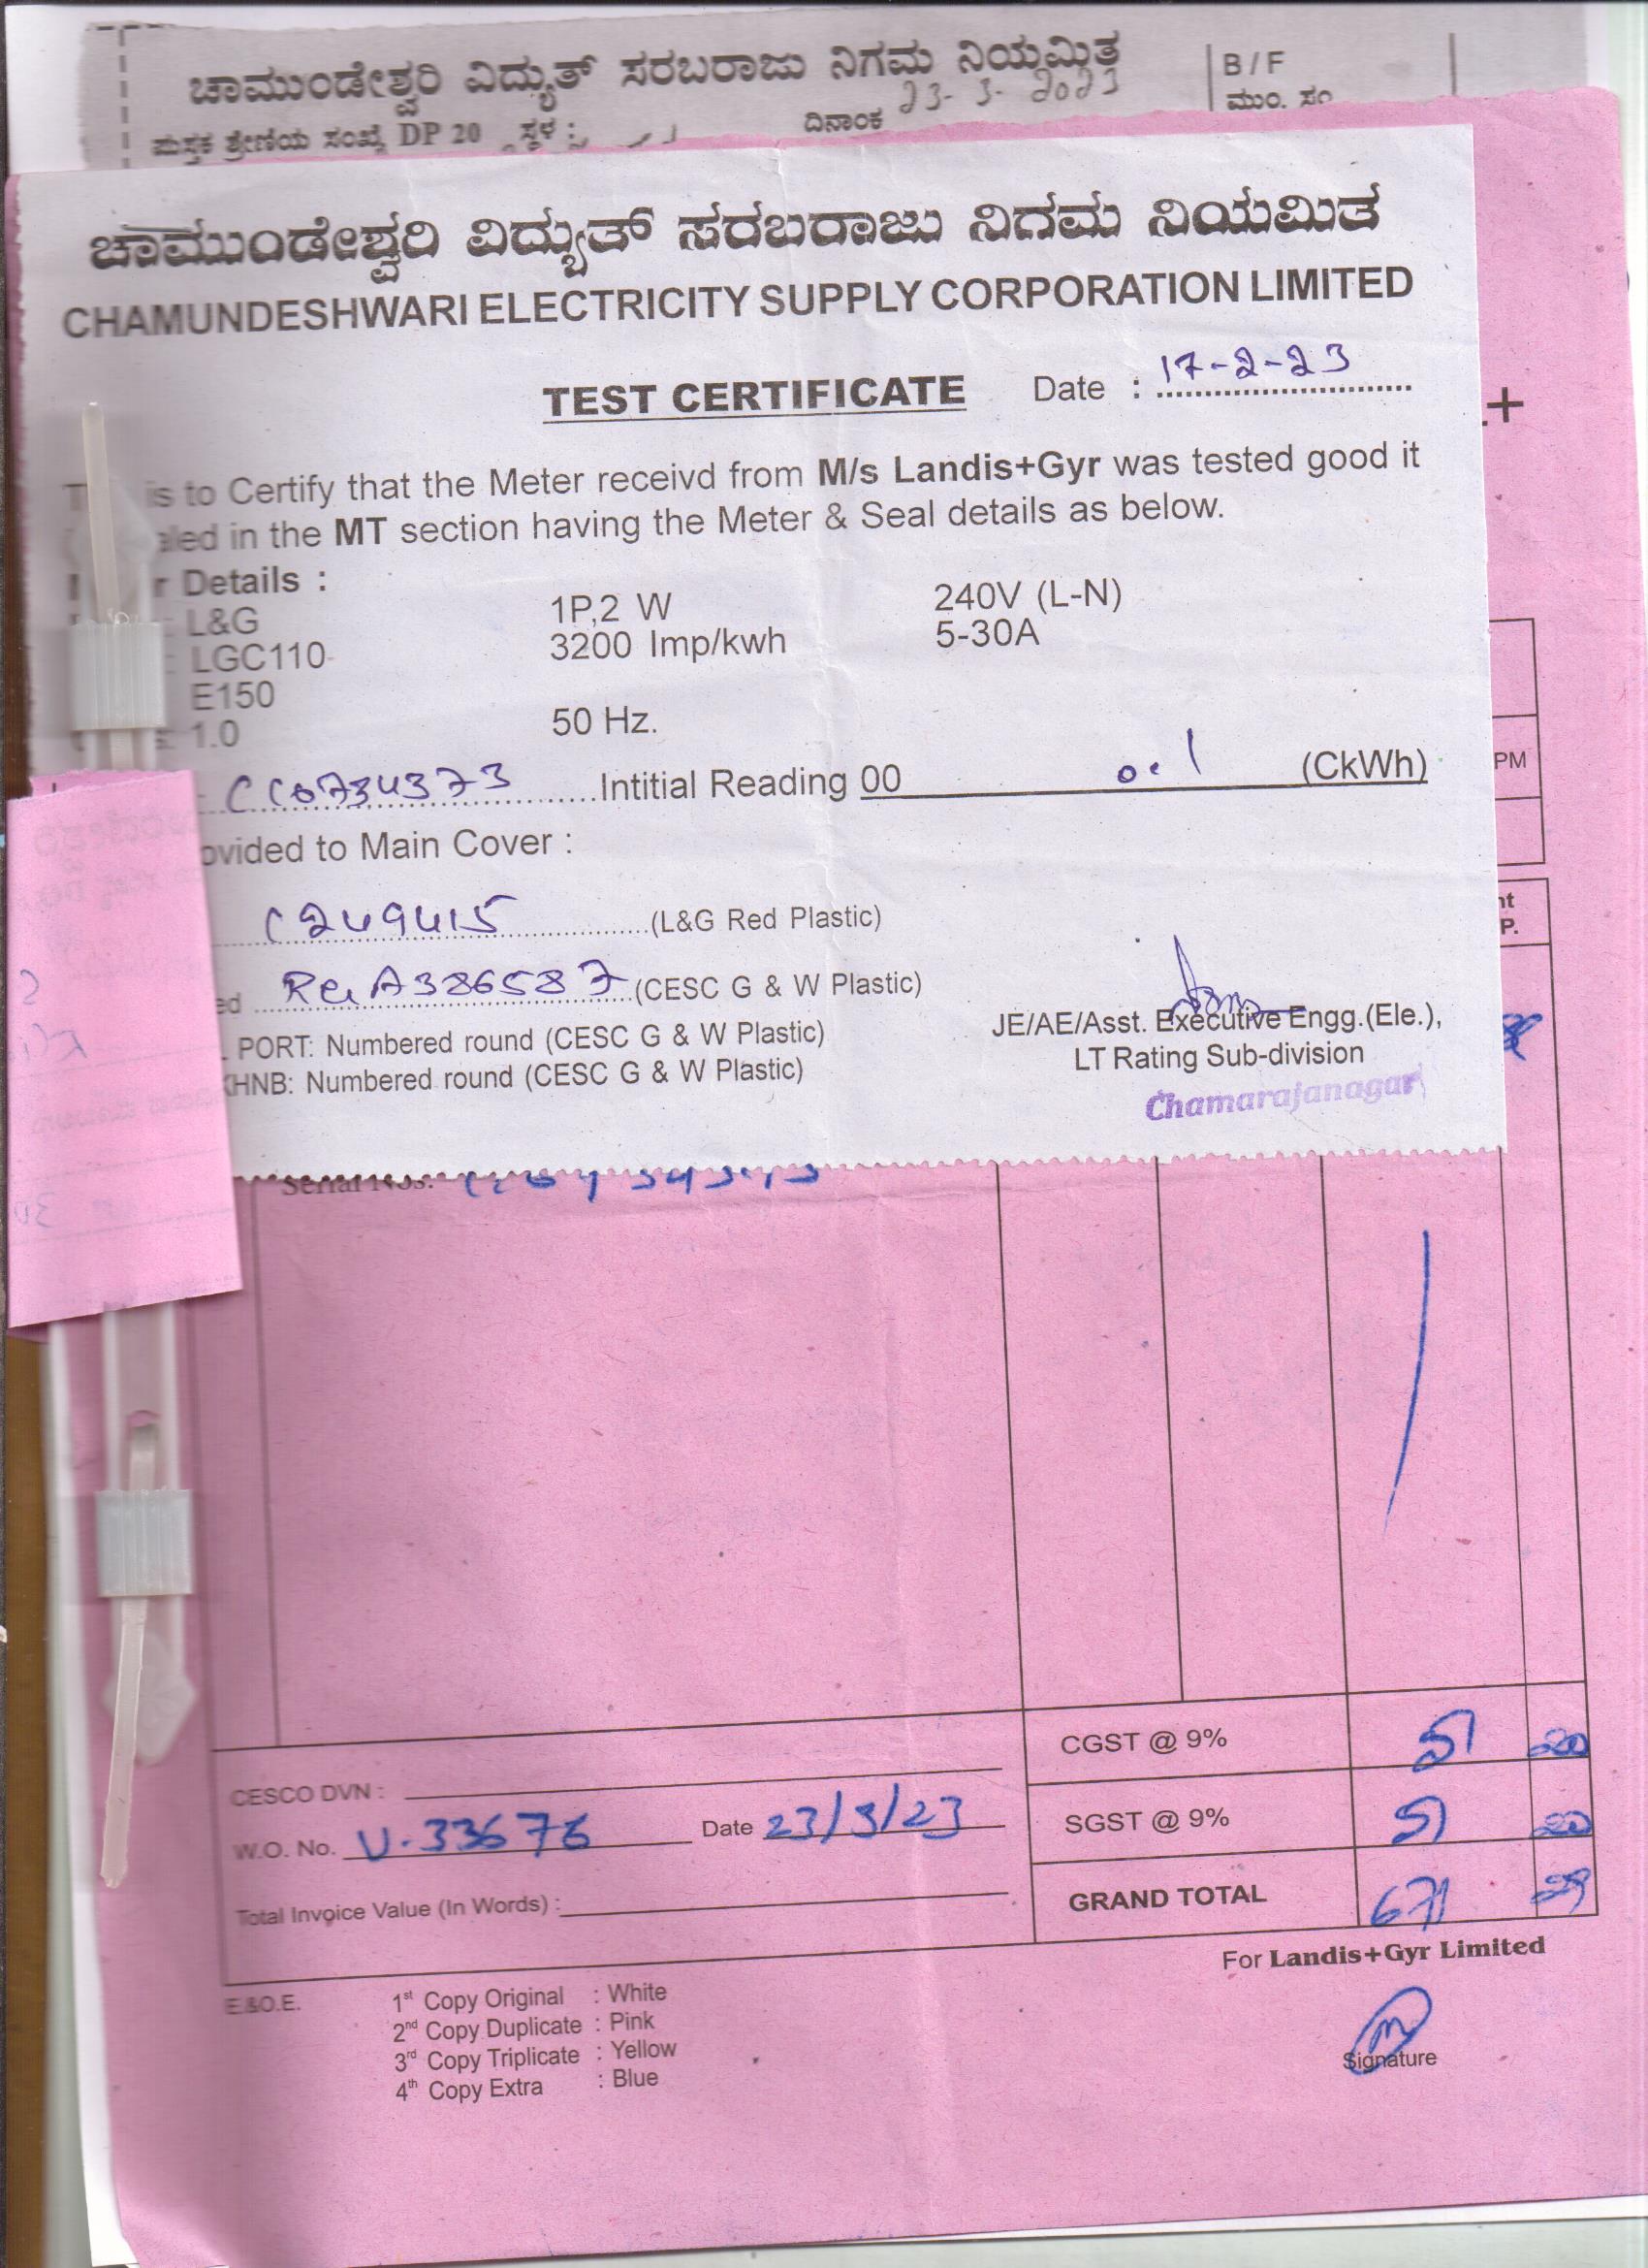 ಚಾಮುಂಡೇಶ್ವರಿ ವಿದ್ಯುತ್ ಸರಬರಾಜು ನಿಗಮ ನಿಯಮಿತ
B / F
ಪುಸ್ತಕ ಶ್ರೇಣಿಯ ಸಂಖ್ಯೆ DP 20 ಸ್ಥಳ : ದಿನಾಂಕ 23-3-2023 ಮುಂ. ಸಂ
ಚಾಮುಂಡೇಶ್ವರಿ ವಿದ್ಯುತ್ ಸರಬರಾಜು ನಿಗಮ ನಿಯಮಿತ
CHAMUNDESHWARI ELECTRICITY SUPPLY CORPORATION LIMITED
TEST CERTIFICATE Date : 17-2-23
is to Certify that the Meter receivd from M/s Landis+Gyr was tested good it
in the MT section having the Meter & Seal details as below.
Details :
L&G 1P,2 W 240V (L-N)
LGC110 3200 Imp/kwh 5-30A
E150
1.0 50 Hz.
CC0734373 Intitial Reading 00 0.1 (CkWh)
to Main Cover :
C249415 (L&G Red Plastic)
A386587 (CESC G & W Plastic)
PORT: Numbered round (CESC G & W Plastic)
Numbered round (CESC G & W Plastic)
JE/AE/Asst. Executive Engg.(Ele.),
LT Rating Sub-division
Chamarajanagar
PM
P.
Serial Nos.
CGST @ 9% 51 20
SGST @ 9% 51 20
GRAND TOTAL 671 29
CESCO DVN :
W.O. No. U-33676 Date 23/3/23
Total Invoice Value (In Words) :
For Landis+Gyr Limited
Signature
E.&O.E.
1st Copy Original : White
2nd Copy Duplicate : Pink
3rd Copy Triplicate : Yellow
4th Copy Extra : Blue